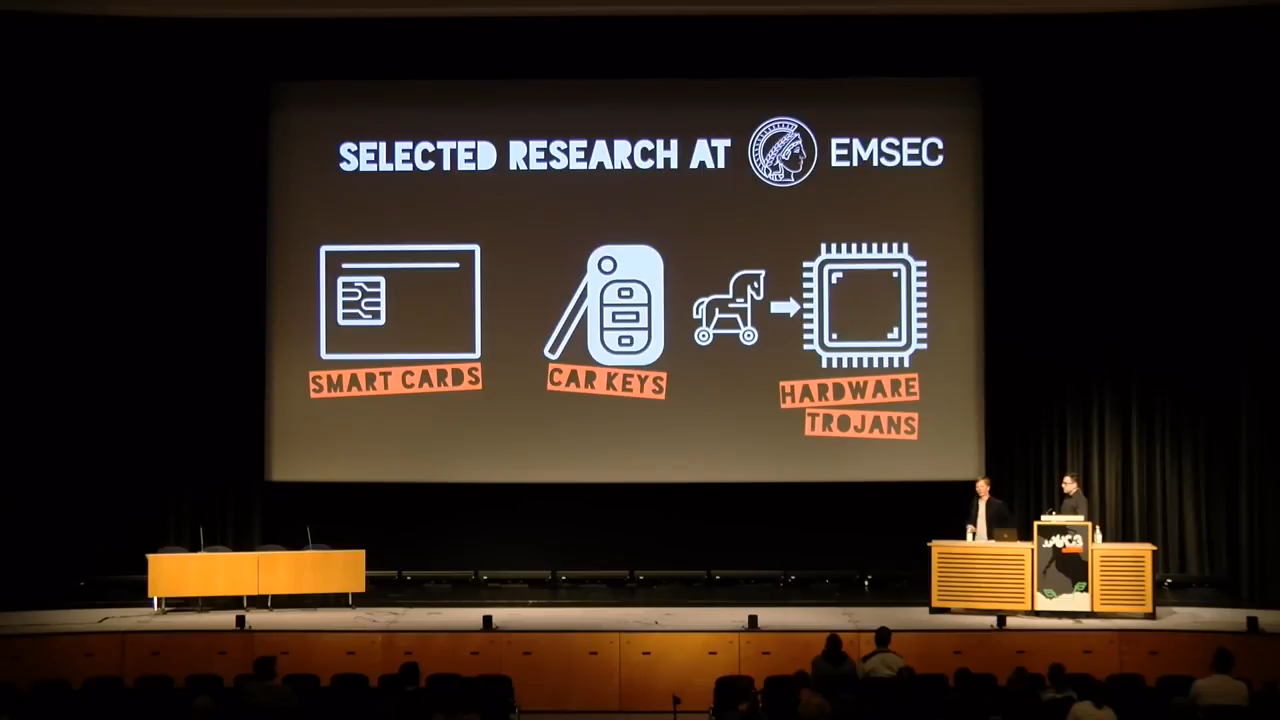 SELECTED RESEARCH AT EMSEC
SMART CARDS
CAR KEYS
HARDWARE
TROJANS